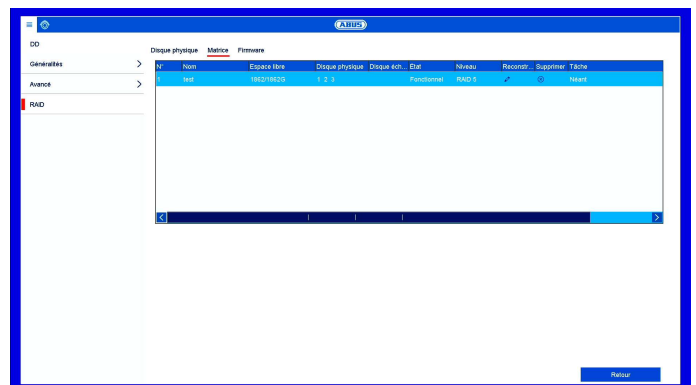 ABUS
DD
Généralités
Avancé
RAID
Disque physique Matrice Firmware
N° Nom Espace libre Disque physique Disque éch... Etat Niveau Reconstr... Supprimer Tâche
1 test 1862/1862G 1 2 3 Fonctionnel RAID 5 Néant
Retour